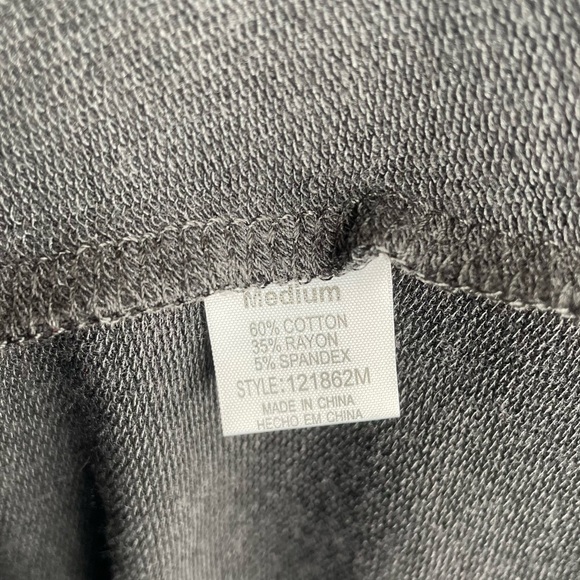 Medium
60% COTTON
35% RAYON
5% SPANDEX
STYLE:121862M
MADE IN CHINA
HECHO EM CHINA